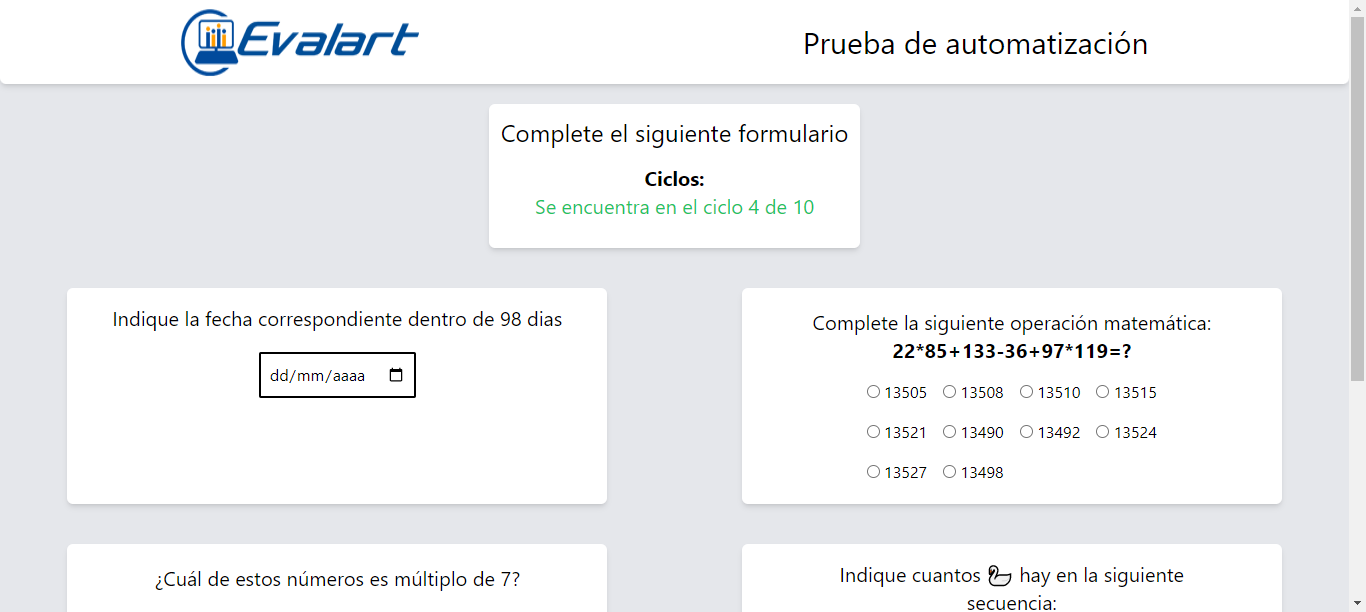 Evalart
Prueba de automatización
Complete el siguiente formulario
Ciclos:
Se encuentra en el ciclo 4 de 10
Indique la fecha correspondiente dentro de 98 dias
dd/mm/aaaa
Complete la siguiente operación matemática:
22*85+133-36+97*119=?
13505 13508 13510 13515
13521 13490 13492 13524
13527 13498
¿Cuál de estos números es múltiplo de 7?
Indique cuantos 🦢 hay en la siguiente
secuencia: